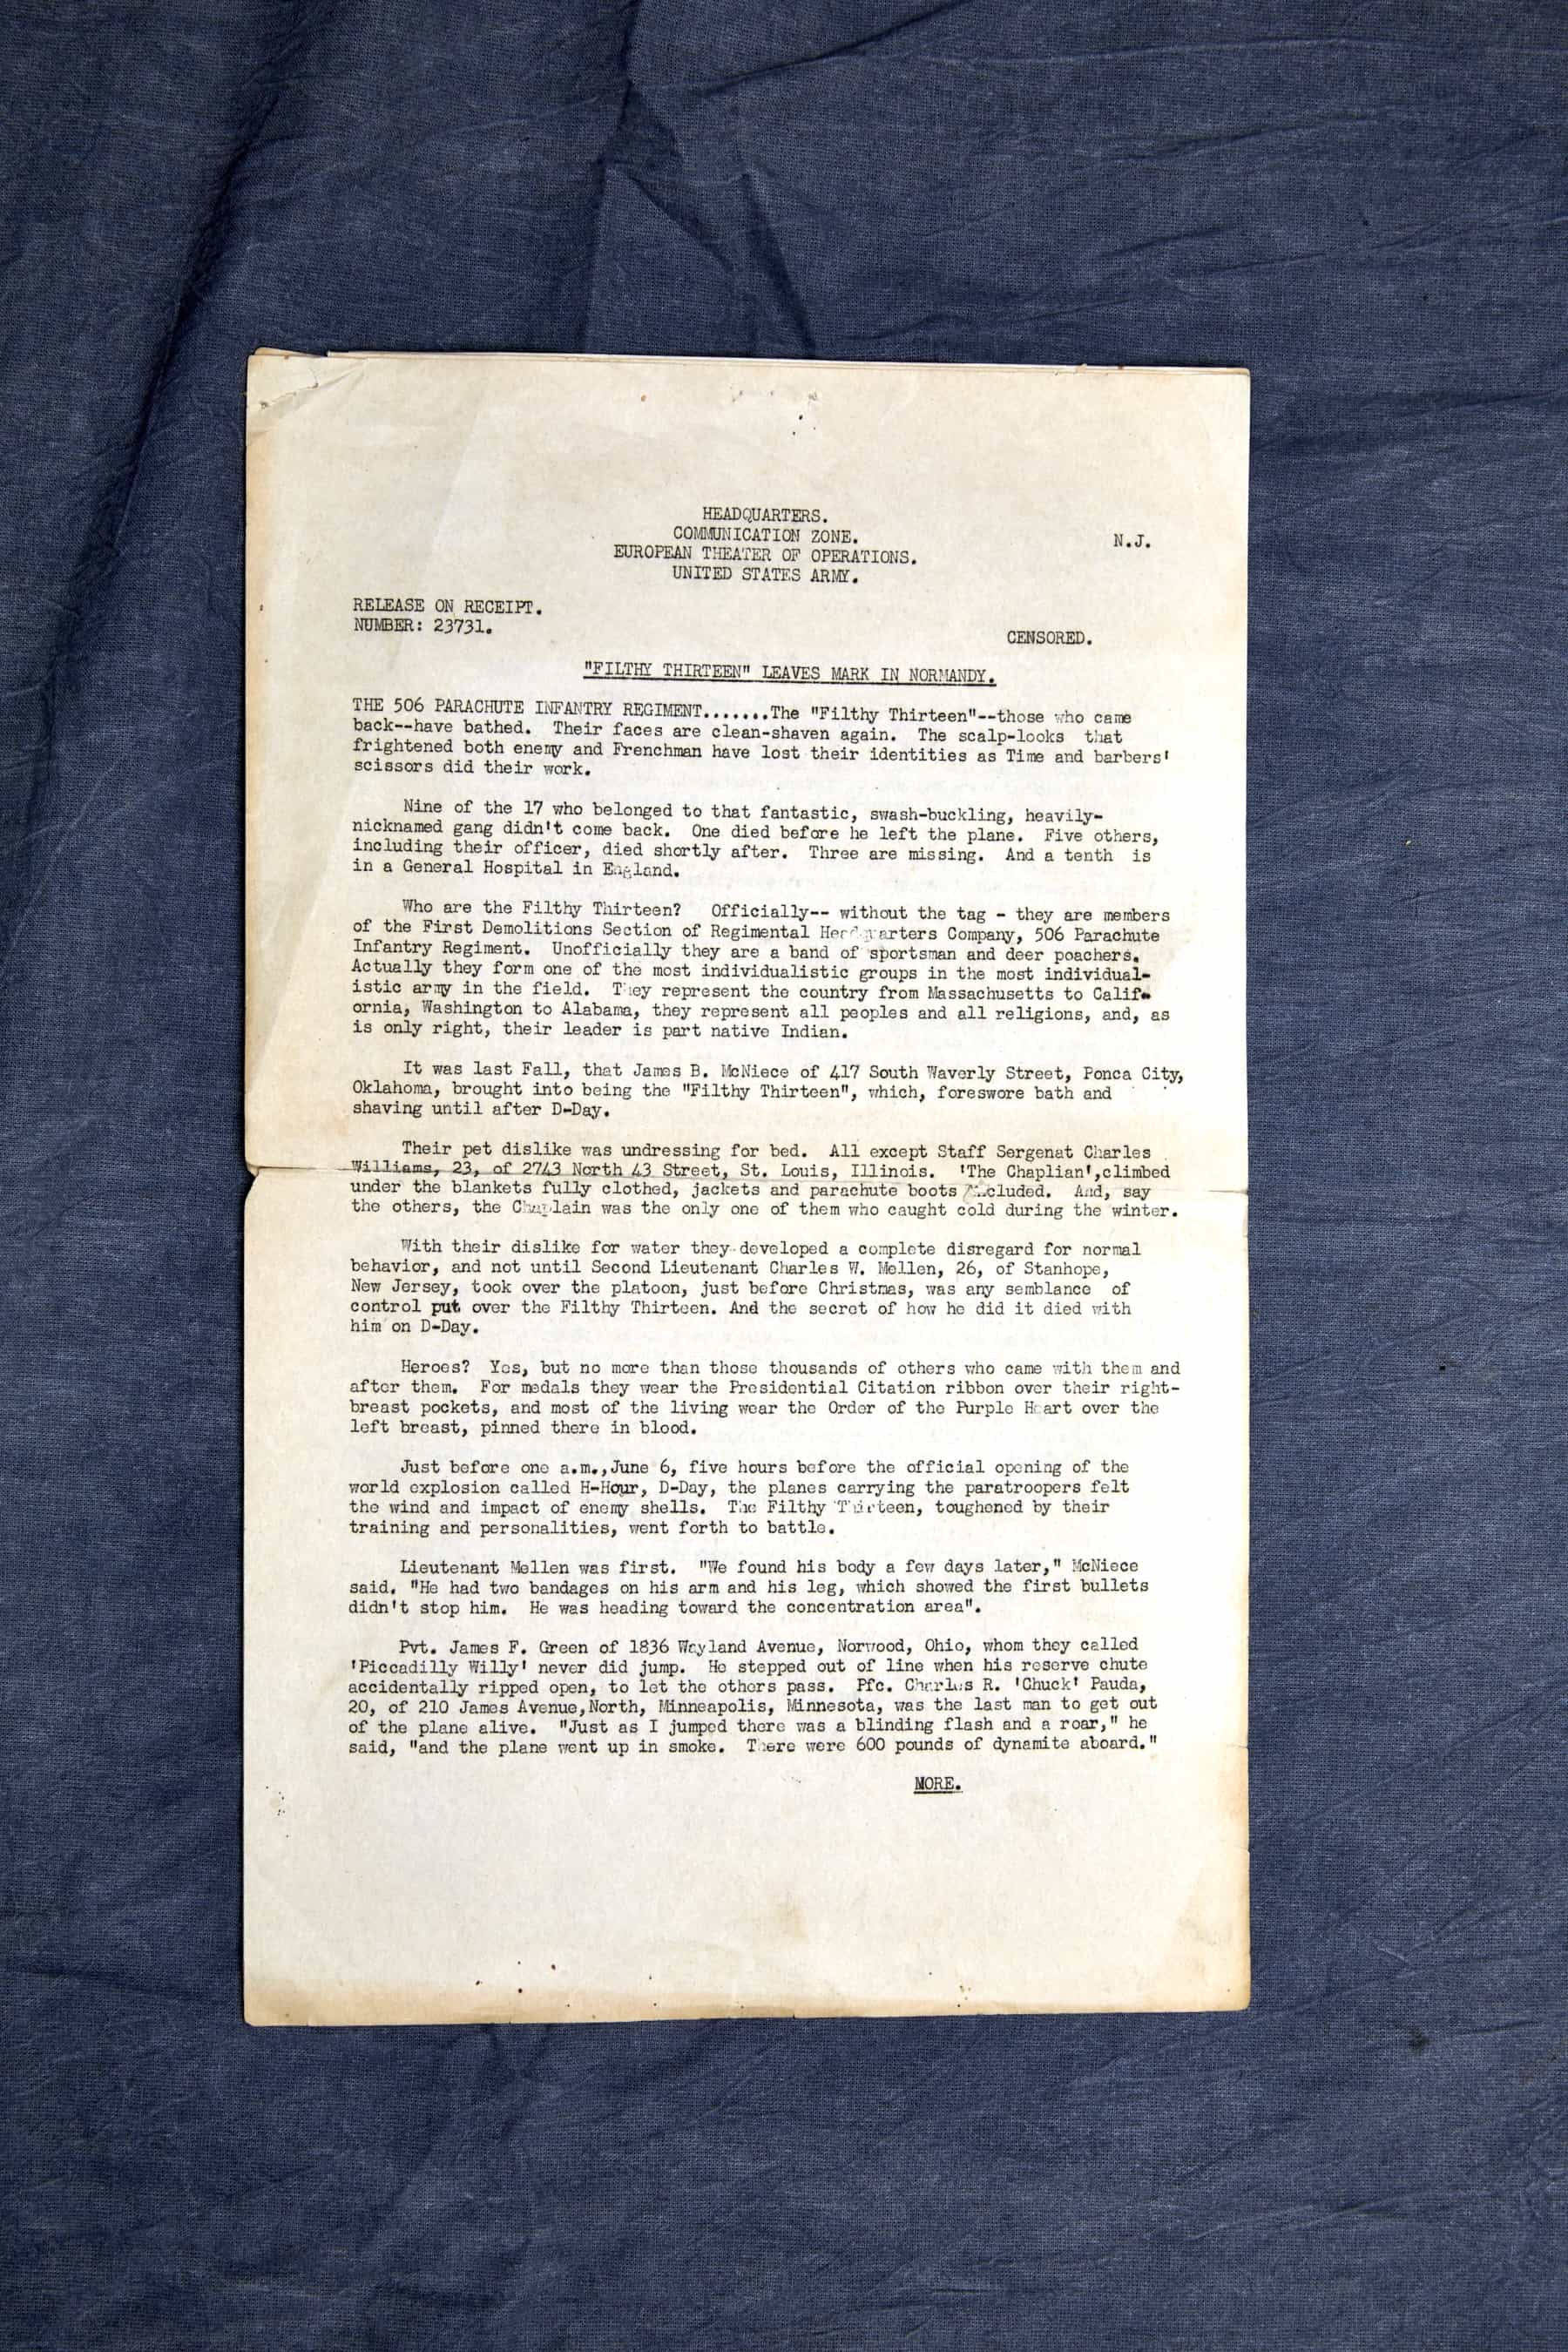 HEADQUARTERS.
COMMUNICATION ZONE.
N.J.
EUROPEAN THEATER OF OPERATIONS.
UNITED STATES ARMY.
RELEASE ON RECEIPT.
NUMBER: 23731.
CENSORED.
"FILTHY THIRTEEN" LEAVES MARK IN NORMANDY.
THE 506 PARACHUTE INFANTRY REGIMENT.......The "Filthy Thirteen"--those who came
back--have bathed. Their faces are clean-shaven again. The scalp-looks that
frightened both enemy and Frenchman have lost their identities as Time and barbers'
scissors did their work.
Nine of the 17 who belonged to that fantastic, swash-buckling, heavily-
nicknamed gang didn't come back. One died before he left the plane. Five others,
including their officer, died shortly after. Three are missing. And a tenth is
in a General Hospital in England.
Who are the Filthy Thirteen? Officially-- without the tag - they are members
of the First Demolitions Section of Regimental Headquarters Company, 506 Parachute
Infantry Regiment. Unofficially they are a band of sportsman and deer poachers.
Actually they form one of the most individualistic groups in the most individual-
istic army in the field. They represent the country from Massachusetts to Calif-
ornia, Washington to Alabama, they represent all peoples and all religions, and, as
is only right, their leader is part native Indian.
It was last Fall, that James B. McNiece of 417 South Waverly Street, Ponca City,
Oklahoma, brought into being the "Filthy Thirteen", which, foreswore bath and
shaving until after D-Day.
Their pet dislike was undressing for bed. All except Staff Sergenat Charles
Williams, 23, of 2743 North 43 Street, St. Louis, Illinois. 'The Chaplian',climbed
under the blankets fully clothed, jackets and parachute boots included. And, say
the others, the Chaplain was the only one of them who caught cold during the winter.
With their dislike for water they developed a complete disregard for normal
behavior, and not until Second Lieutenant Charles W. Mellen, 26, of Stanhope,
New Jersey, took over the platoon, just before Christmas, was any semblance of
control put over the Filthy Thirteen. And the secret of how he did it died with
him on D-Day.
Heroes? Yes, but no more than those thousands of others who came with them and
after them. For medals they wear the Presidential Citation ribbon over their right-
breast pockets, and most of the living wear the Order of the Purple Heart over the
left breast, pinned there in blood.
Just before one a.m.,June 6, five hours before the official opening of the
world explosion called H-Hour, D-Day, the planes carrying the paratroopers felt
the wind and impact of enemy shells. The Filthy Thirteen, toughened by their
training and personalities, went forth to battle.
Lieutenant Mellen was first. "We found his body a few days later," McNiece
said. "He had two bandages on his arm and his leg, which showed the first bullets
didn't stop him. He was heading toward the concentration area".
Pvt. James F. Green of 1836 Wayland Avenue, Norwood, Ohio, whom they called
'Piccadilly Willy' never did jump. He stepped out of line when his reserve chute
accidentally ripped open, to let the others pass. Pfc. Charles R. 'Chuck' Pauda,
20, of 210 James Avenue,North, Minneapolis, Minnesota, was the last man to get out
of the plane alive. "Just as I jumped there was a blinding flash and a roar," he
said, "and the plane went up in smoke. There were 600 pounds of dynamite aboard."
MORE.